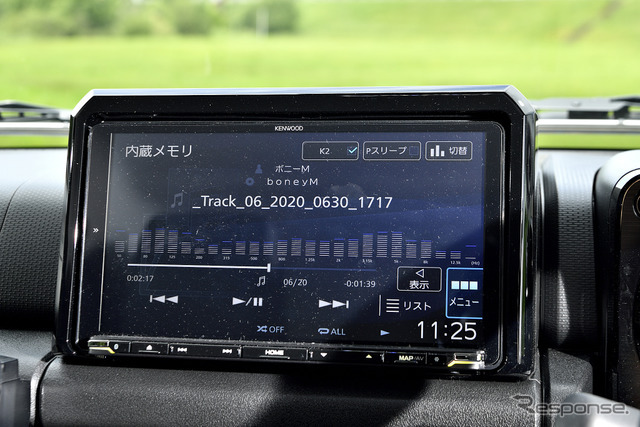 KENWOOD
内蔵メモリ
K2
Pスリープ
切替
ボニーM
boneyM
_Track_06_2020_0630_1717
(Hz)
0:02:17
06/20
-0:01:39
表示
メニュー
リスト
OFF
ALL
11:25
HOME
MAP/AV
Response.